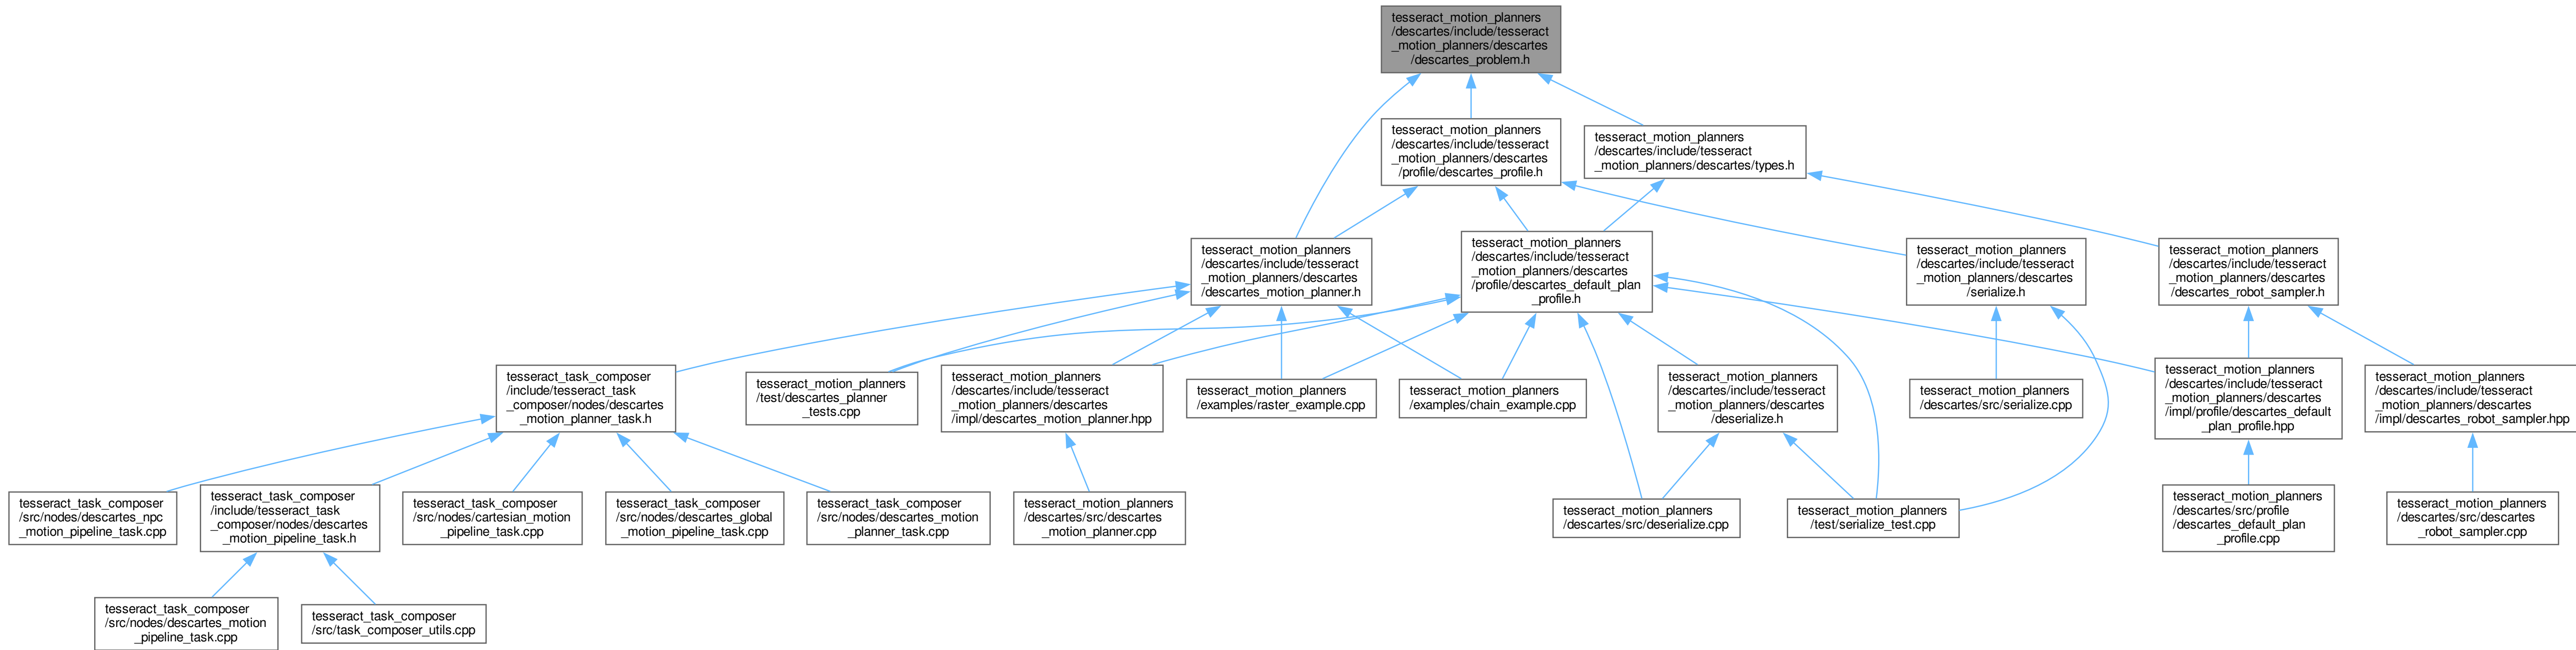 tesseract_motion_planners
/descartes/include/tesseract
_motion_planners/descartes
/descartes_problem.h
tesseract_motion_planners
/descartes/include/tesseract
_motion_planners/descartes
/profile/descartes_profile.h
tesseract_motion_planners
/descartes/include/tesseract
_motion_planners/descartes/types.h
tesseract_motion_planners
/descartes/include/tesseract
_motion_planners/descartes
/descartes_motion_planner.h
tesseract_motion_planners
/descartes/include/tesseract
_motion_planners/descartes
/profile/descartes_default_plan
_profile.h
tesseract_motion_planners
/descartes/include/tesseract
_motion_planners/descartes
/serialize.h
tesseract_motion_planners
/descartes/include/tesseract
_motion_planners/descartes
/descartes_robot_sampler.h
tesseract_task_composer
/include/tesseract_task
_composer/nodes/descartes
_motion_planner_task.h
tesseract_motion_planners
/test/descartes_planner
_tests.cpp
tesseract_motion_planners
/descartes/include/tesseract
_motion_planners/descartes
/impl/descartes_motion_planner.hpp
tesseract_motion_planners
/examples/raster_example.cpp
tesseract_motion_planners
/examples/chain_example.cpp
tesseract_motion_planners
/descartes/include/tesseract
_motion_planners/descartes
/deserialize.h
tesseract_motion_planners
/descartes/src/serialize.cpp
tesseract_motion_planners
/descartes/include/tesseract
_motion_planners/descartes
/impl/profile/descartes_default
_plan_profile.hpp
tesseract_motion_planners
/descartes/include/tesseract
_motion_planners/descartes
/impl/descartes_robot_sampler.hpp
tesseract_task_composer
/src/nodes/descartes_npc
_motion_pipeline_task.cpp
tesseract_task_composer
/include/tesseract_task
_composer/nodes/descartes
_motion_pipeline_task.h
tesseract_task_composer
/src/nodes/cartesian_motion
_pipeline_task.cpp
tesseract_task_composer
/src/nodes/descartes_global
_motion_pipeline_task.cpp
tesseract_task_composer
/src/nodes/descartes_motion
_planner_task.cpp
tesseract_motion_planners
/descartes/src/descartes
_motion_planner.cpp
tesseract_motion_planners
/descartes/src/deserialize.cpp
tesseract_motion_planners
/test/serialize_test.cpp
tesseract_motion_planners
/descartes/src/profile
/descartes_default_plan
_profile.cpp
tesseract_motion_planners
/descartes/src/descartes
_robot_sampler.cpp
tesseract_task_composer
/src/nodes/descartes_motion
_pipeline_task.cpp
tesseract_task_composer
/src/task_composer_utils.cpp